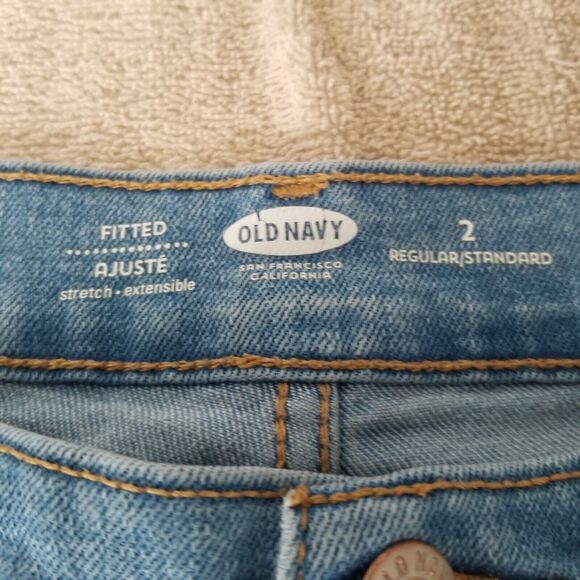 FITTED
AJUSTÉ
stretch • extensible
OLD NAVY
SAN FRANCISCO
CALIFORNIA
2
REGULAR/STANDARD